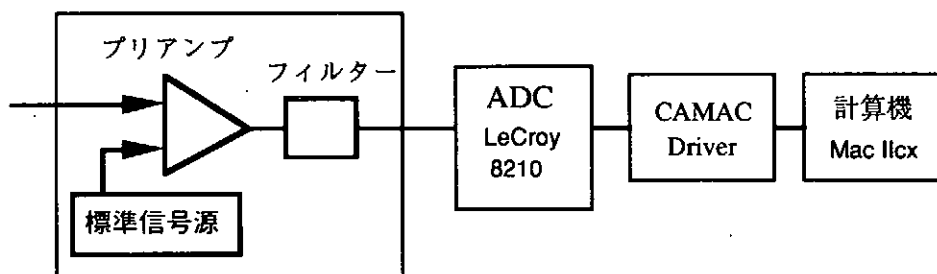 プリアンプ
フィルター
標準信号源
ADC
LeCroy
8210
CAMAC
Driver
計算機
Mac IIcx